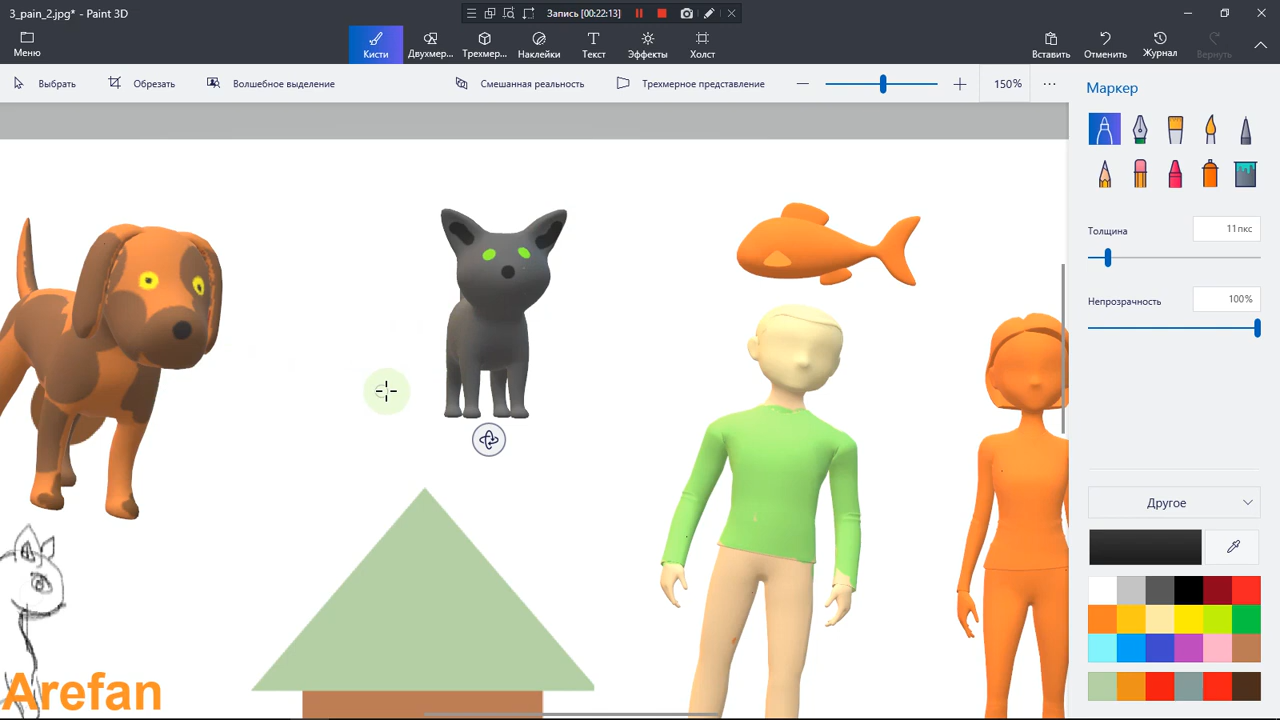 3_pain_2.jpg* - Paint 3D
Запись [00:22:13]
Меню
Кисти
Двухмер...
Трехмер...
Наклейки
Текст
Эффекты
Холст
Вставить
Отменить
Журнал
Вернуть
Выбрать
Обрезать
Волшебное выделение
Смешанная реальность
Трехмерное представление
150%
Маркер
Толщина
11пкс
Непрозрачность
100%
Другое
Arefan